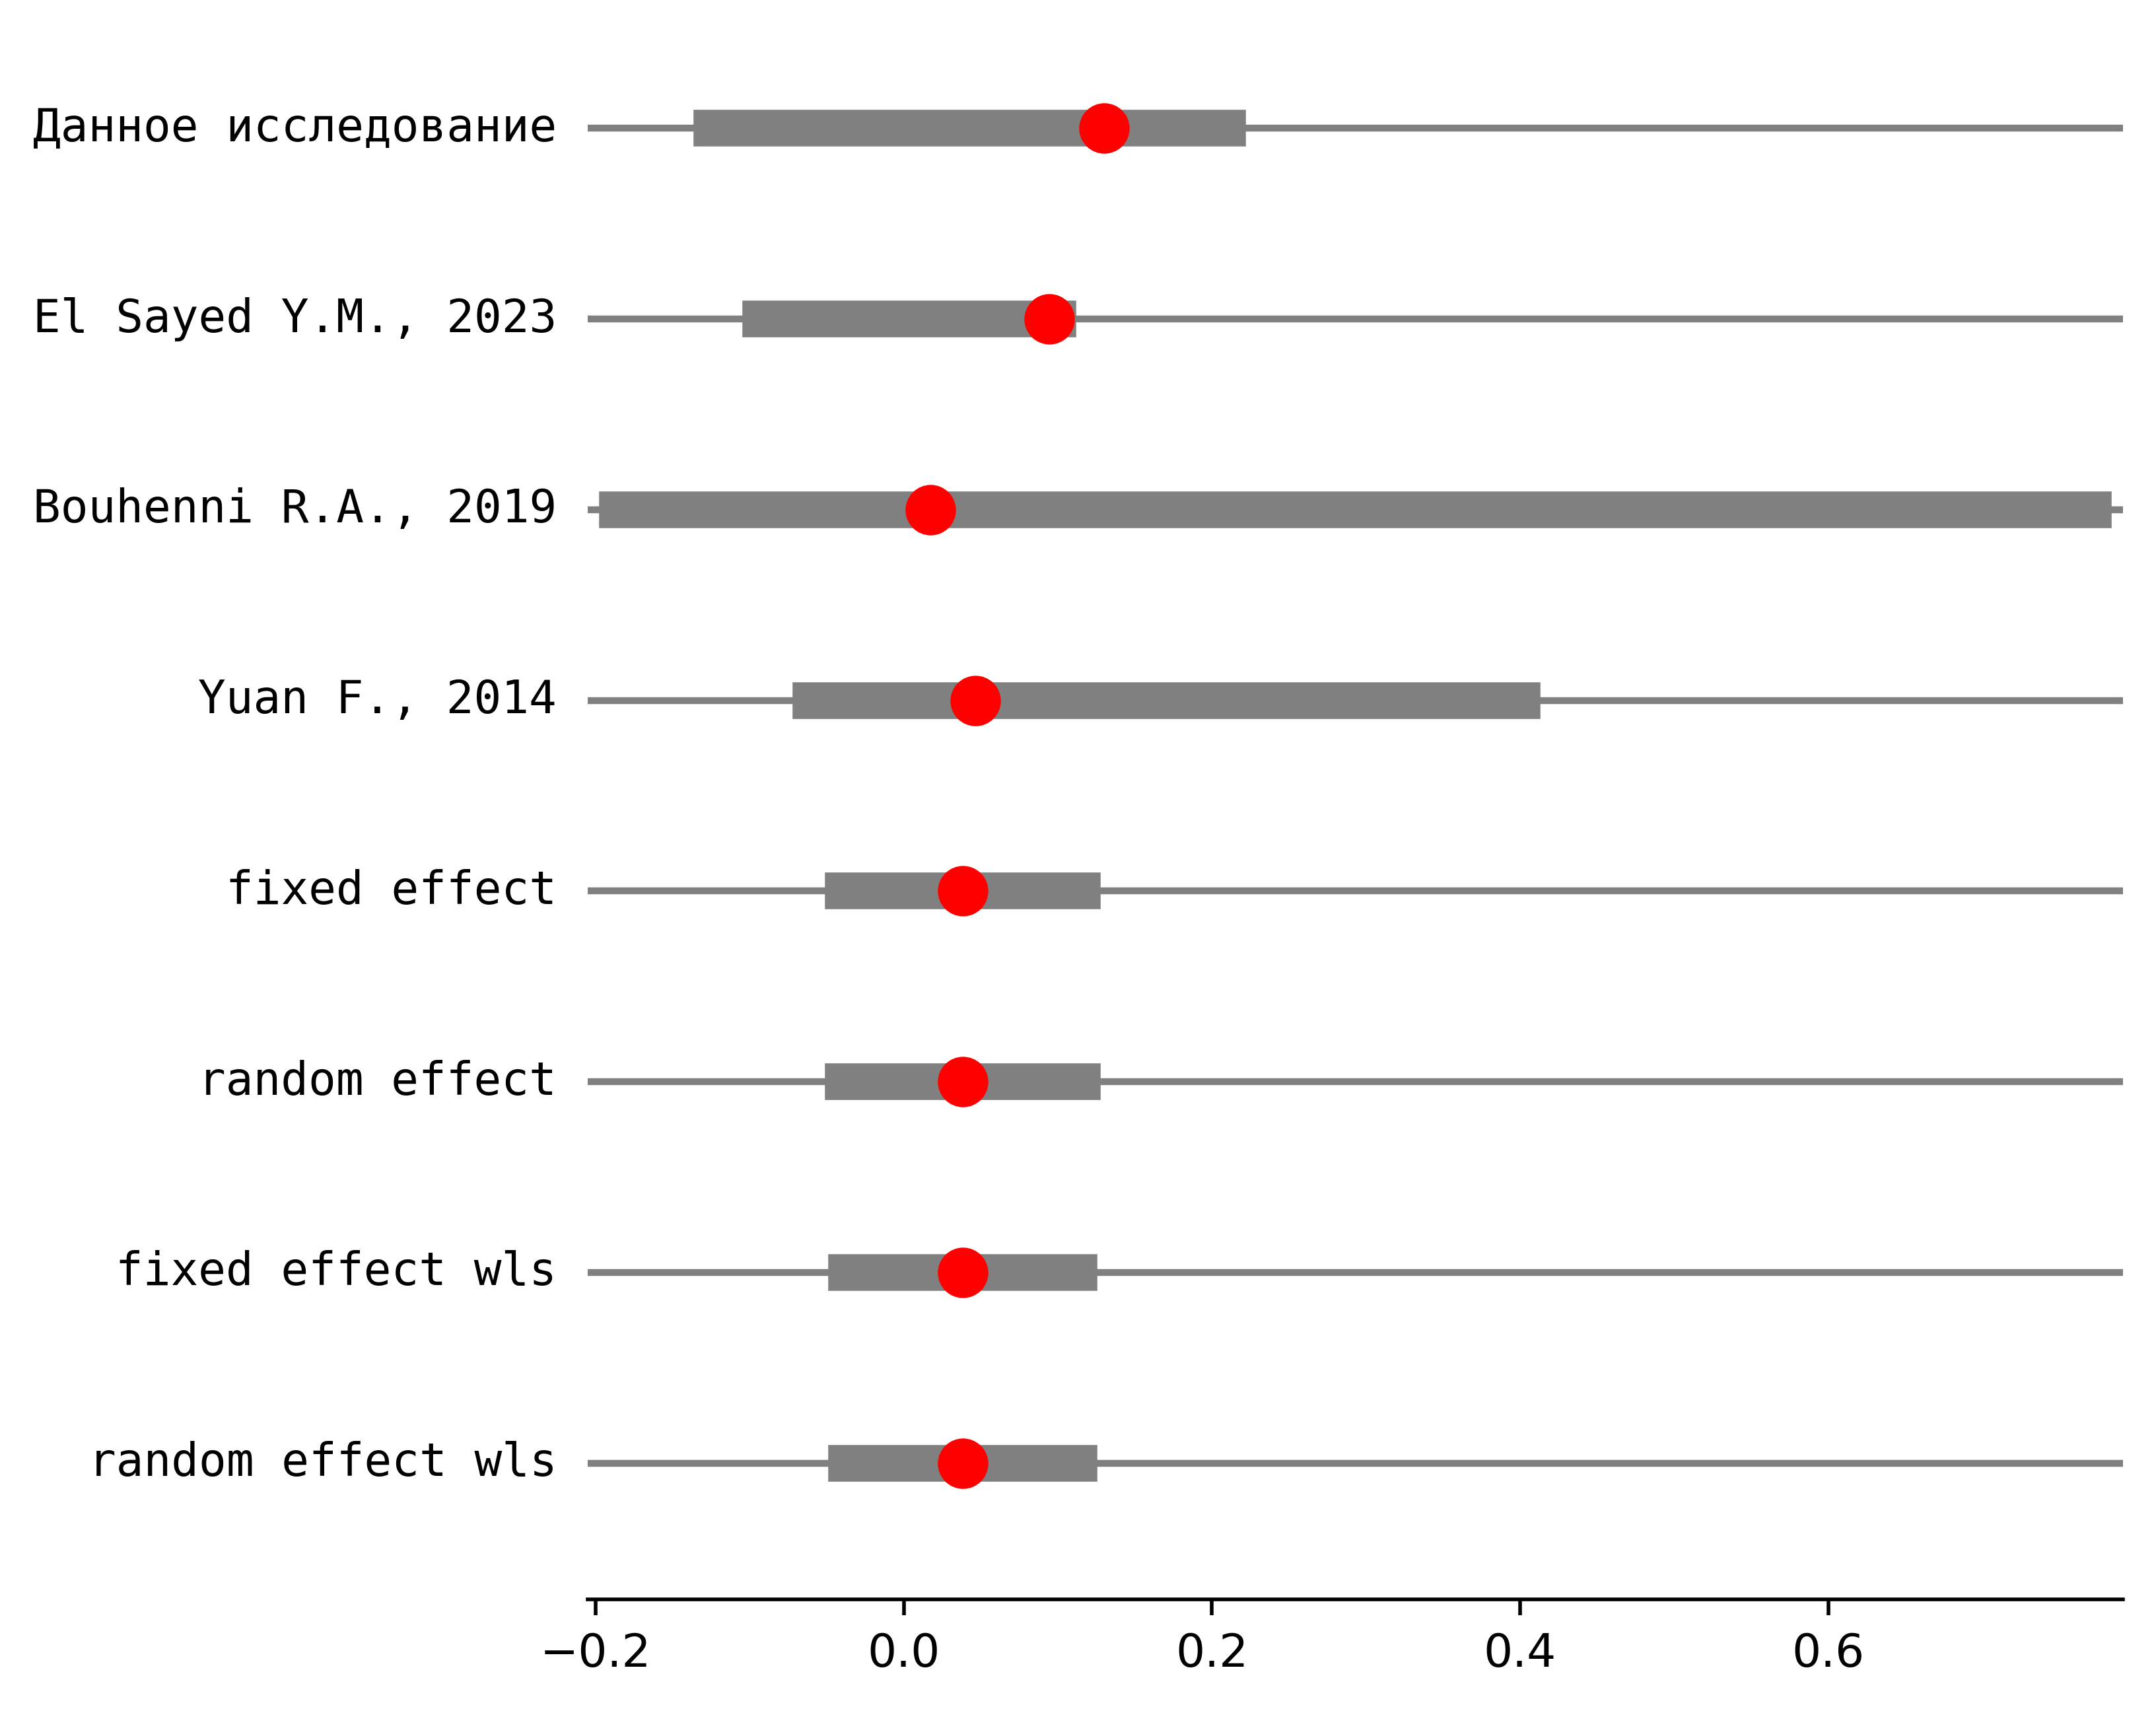 Данное исследование
El Sayed Y.M., 2023
Bouhenni R.A., 2019
Yuan F., 2014
fixed effect
random effect
fixed effect wls
random effect wls
−0.2 0.0 0.2 0.4 0.6